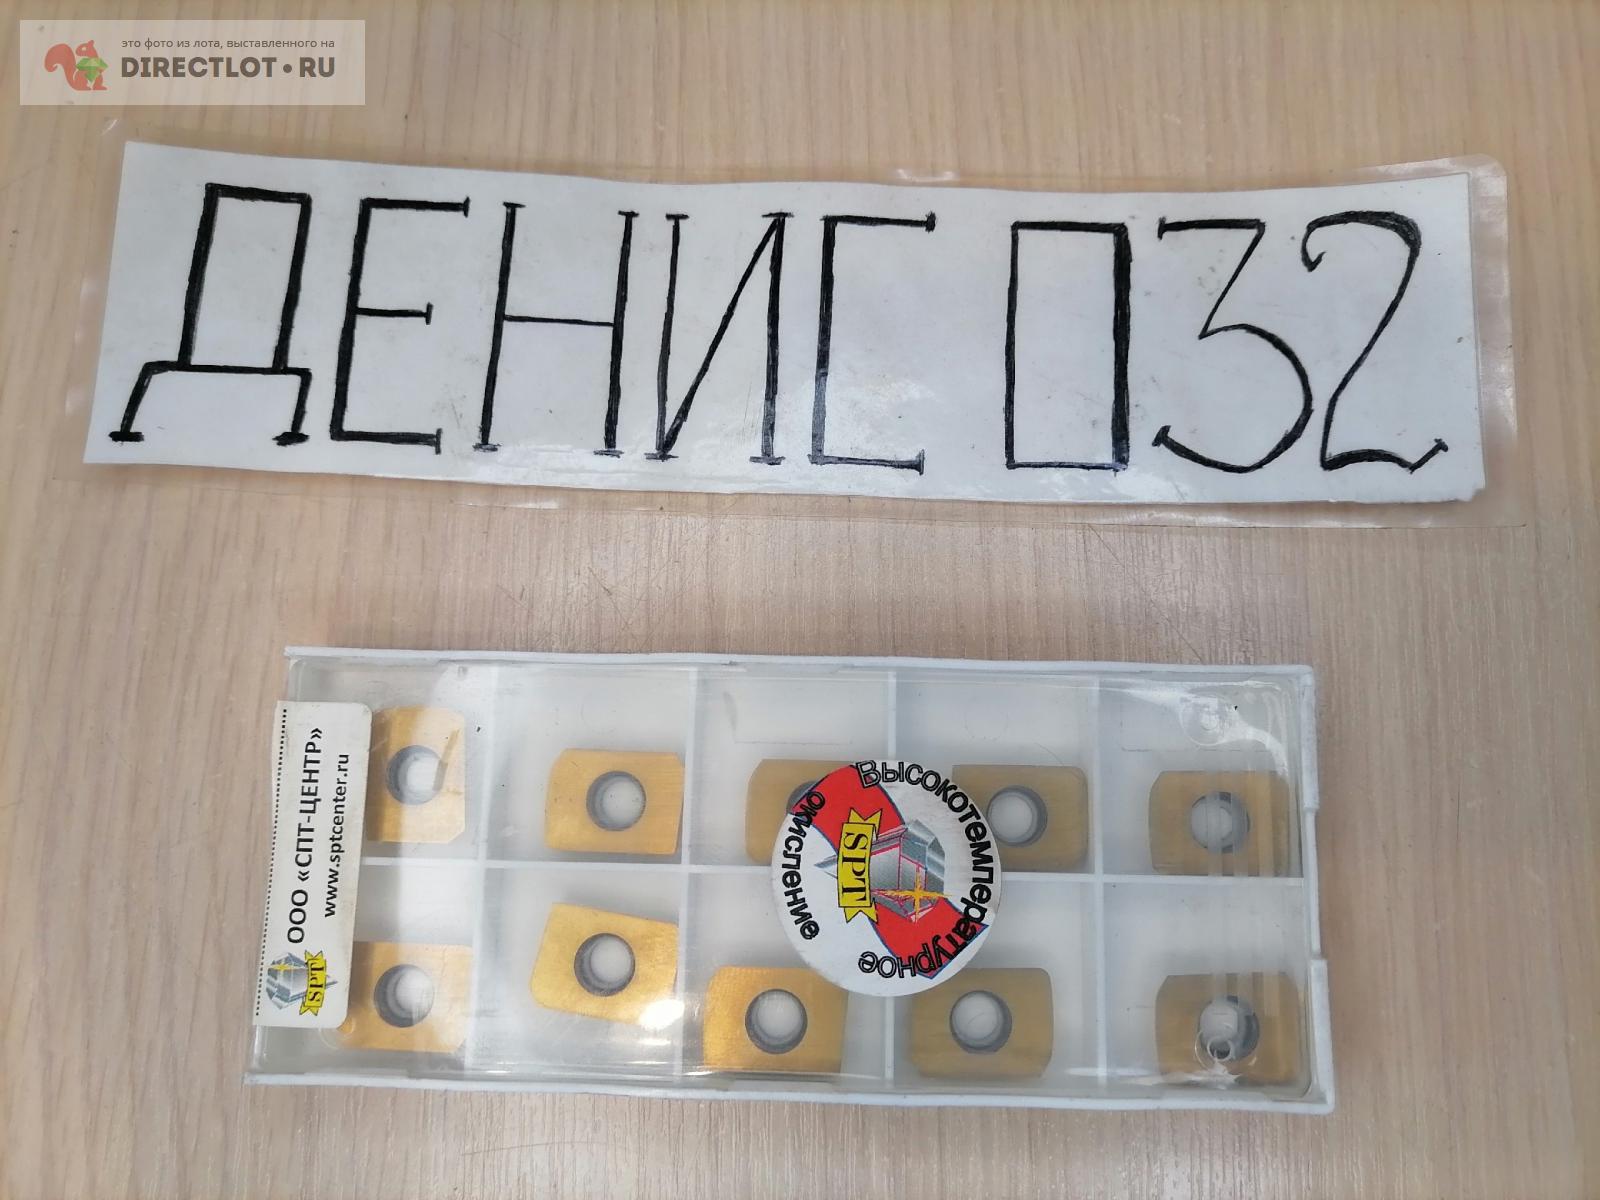 это фото из лота, выставленного на
DIRECTLOT•RU
ДЕНИС 032
ООО «СПТ-ЦЕНТР»
www.sptcenter.ru
SPT
Высокотемпературное
окисление
SPT